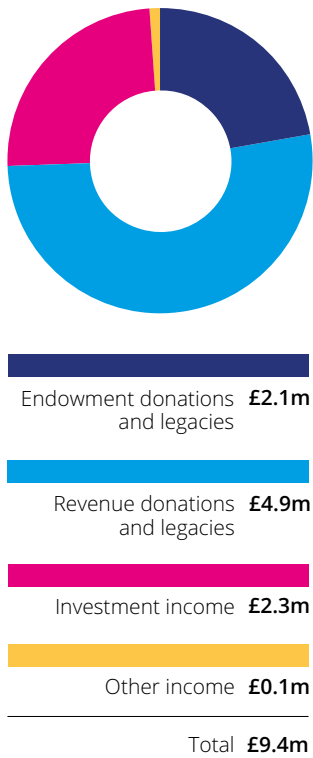 Endowment donations £2.1m
and legacies
Revenue donations £4.9m
and legacies
Investment income £2.3m
Other income £0.1m
Total £9.4m